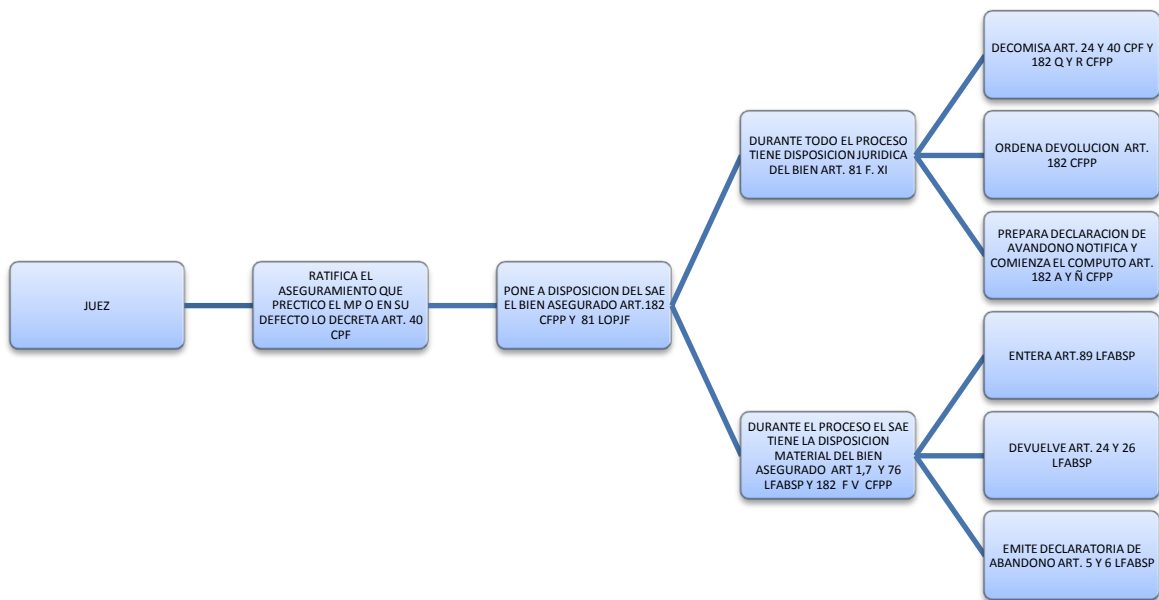 JUEZ
RATIFICA EL
ASEGURAMIENTO QUE
PRECTICO EL MP O EN SU
DEFECTO LO DECRETA ART. 40
CPF
PONE A DISPOSICION DEL SAE
EL BIEN ASEGURADO ART.182
CFPP Y 81 LOPJF
DURANTE TODO EL PROCESO
TIENE DISPOSICION JURIDICA
DEL BIEN ART. 81 F. XI
DECOMISA ART. 24 Y 40 CPF Y
182 Q Y R CFPP
ORDENA DEVOLUCION ART.
182 CFPP
PREPARA DECLARACION DE
AVANDONO NOTIFICA Y
COMIENZA EL COMPUTO ART.
182 A Y Ñ CFPP
DURANTE EL PROCESO EL SAE
TIENE LA DISPOSICION
MATERIAL DEL BIEN
ASEGURADO ART 1,7 Y 76
LFABSP Y 182 F V CFPP
ENTERA ART.89 LFABSP
DEVUELVE ART. 24 Y 26
LFABSP
EMITE DECLARATORIA DE
ABANDONO ART. 5 Y 6 LFABSP